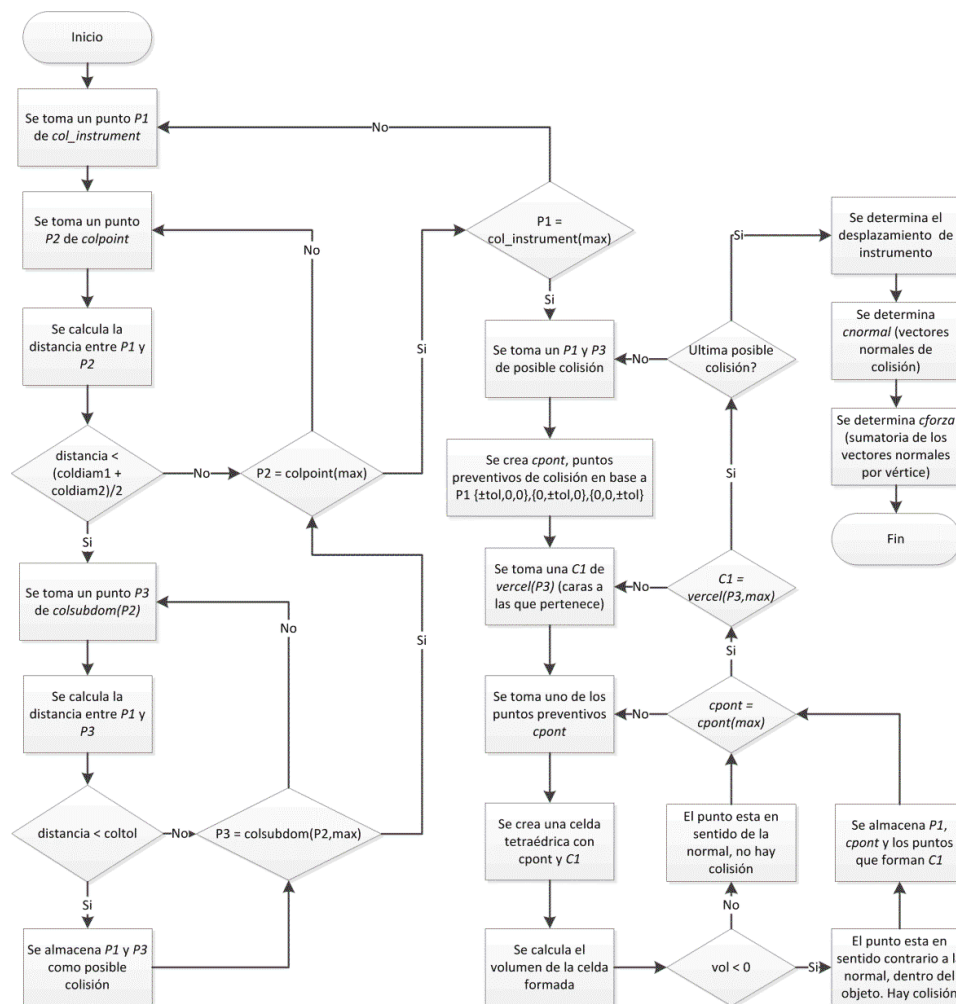 Inicio
Se toma un punto P1
de col_instrument
Se toma un punto
P2 de colpoint
Se calcula la
distancia entre P1 y
P2
distancia <
(coldiam1 +
coldiam2)/2
No
Si
Se toma un punto P3
de colsubdom(P2)
Se calcula la
distancia entre P1 y
P3
distancia < coltol
No
Si
Se almacena P1 y P3
como posible
colisión
P3 = colsubdom(P2,max)
No
Si
P2 = colpoint(max)
No
Si
P1 =
col_instrument(max)
No
Si
Se toma un P1 y P3
de posible colisión
Se crea cpont, puntos
preventivos de colisión en base a
P1 {±tol,0,0},{0,±tol,0},{0,0,±tol}
Se toma una C1 de
vercel(P3) (caras a
las que pertenece)
Se toma uno de los
puntos preventivos
cpont
Se crea una celda
tetraédrica con
cpont y C1
Se calcula el
volumen de la celda
formada
vol < 0
No
Si
El punto esta en
sentido de la
normal, no hay
colisión
El punto esta en
sentido contrario a la
normal, dentro del
objeto. Hay colisión
Se almacena P1,
cpont y los puntos
que forman C1
cpont =
cpont(max)
No
Si
C1 =
vercel(P3,max)
No
Si
Ultima posible
colisión?
No
Si
Se determina el
desplazamiento de
instrumento
Se determina
cnormal (vectores
normales de
colisión)
Se determina cforza
(sumatoria de los
vectores normales
por vértice)
Fin